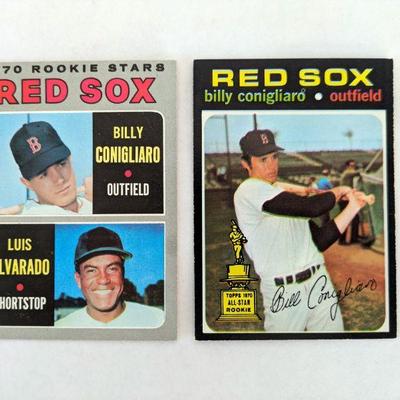 70 ROOKIE STARS
RED SOX
BILLY
CONIGLIARO
OUTFIELD
LUIS
LVARADO
HORTSTOP
RED SOX
billy conigliaro • outfield
B
TOPPS 1970
ALL-STAR
ROOKIE
Bill Conigliaro